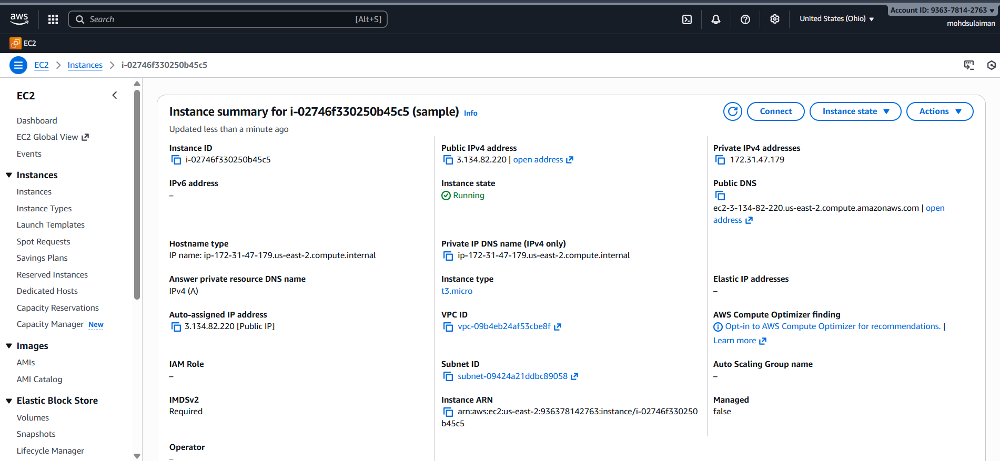 aws
Search
[Alt+S]
United States (Ohio)
Account ID: 9363-7814-2763
mohdsulaiman
EC2
EC2
Instances
i-02746f330250b45c5
EC2
Dashboard
EC2 Global View
Events
Instances
Instances
Instance Types
Launch Templates
Spot Requests
Savings Plans
Reserved Instances
Dedicated Hosts
Capacity Reservations
Capacity Manager New
Images
AMIs
AMI Catalog
Elastic Block Store
Volumes
Snapshots
Lifecycle Manager
Instance summary for i-02746f330250b45c5 (sample) Info
Updated less than a minute ago
Connect
Instance state
Actions
Instance ID
i-02746f330250b45c5
Public IPv4 address
3.134.82.220 | open address
Private IPv4 addresses
172.31.47.179
IPv6 address
–
Instance state
Running
Public DNS
ec2-3-134-82-220.us-east-2.compute.amazonaws.com | open
address
Hostname type
IP name: ip-172-31-47-179.us-east-2.compute.internal
Private IP DNS name (IPv4 only)
ip-172-31-47-179.us-east-2.compute.internal
Answer private resource DNS name
IPv4 (A)
Instance type
t3.micro
Elastic IP addresses
–
Auto-assigned IP address
3.134.82.220 [Public IP]
VPC ID
vpc-09b4eb24af53cbe8f
AWS Compute Optimizer finding
Opt-in to AWS Compute Optimizer for recommendations. |
Learn more
IAM Role
–
Subnet ID
subnet-09424a21ddbc89058
Auto Scaling Group name
–
IMDSv2
Required
Instance ARN
arn:aws:ec2:us-east-2:936378142763:instance/i-02746f330250
b45c5
Managed
false
Operator
–